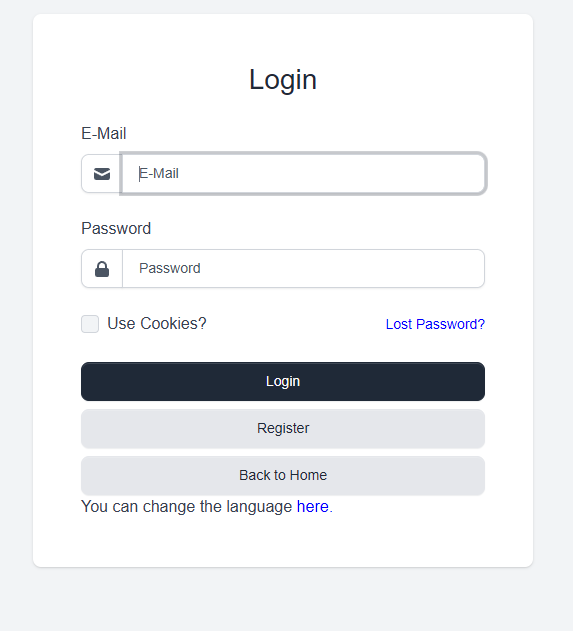 Login
E-Mail
E-Mail
Password
Password
Use Cookies? Lost Password?
Login
Register
Back to Home
You can change the language here.